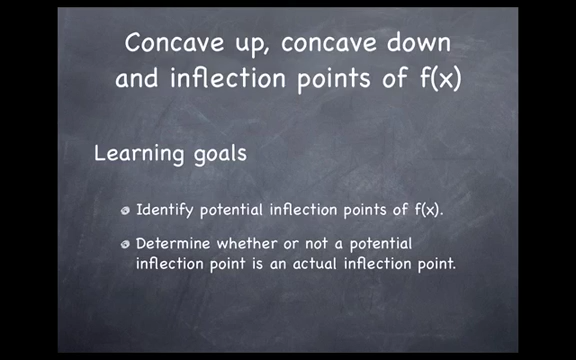 Concave up, concave down
and inflection points of f(x)
Learning goals
Identify potential inflection points of f(x).
Determine whether or not a potential
inflection point is an actual inflection point.